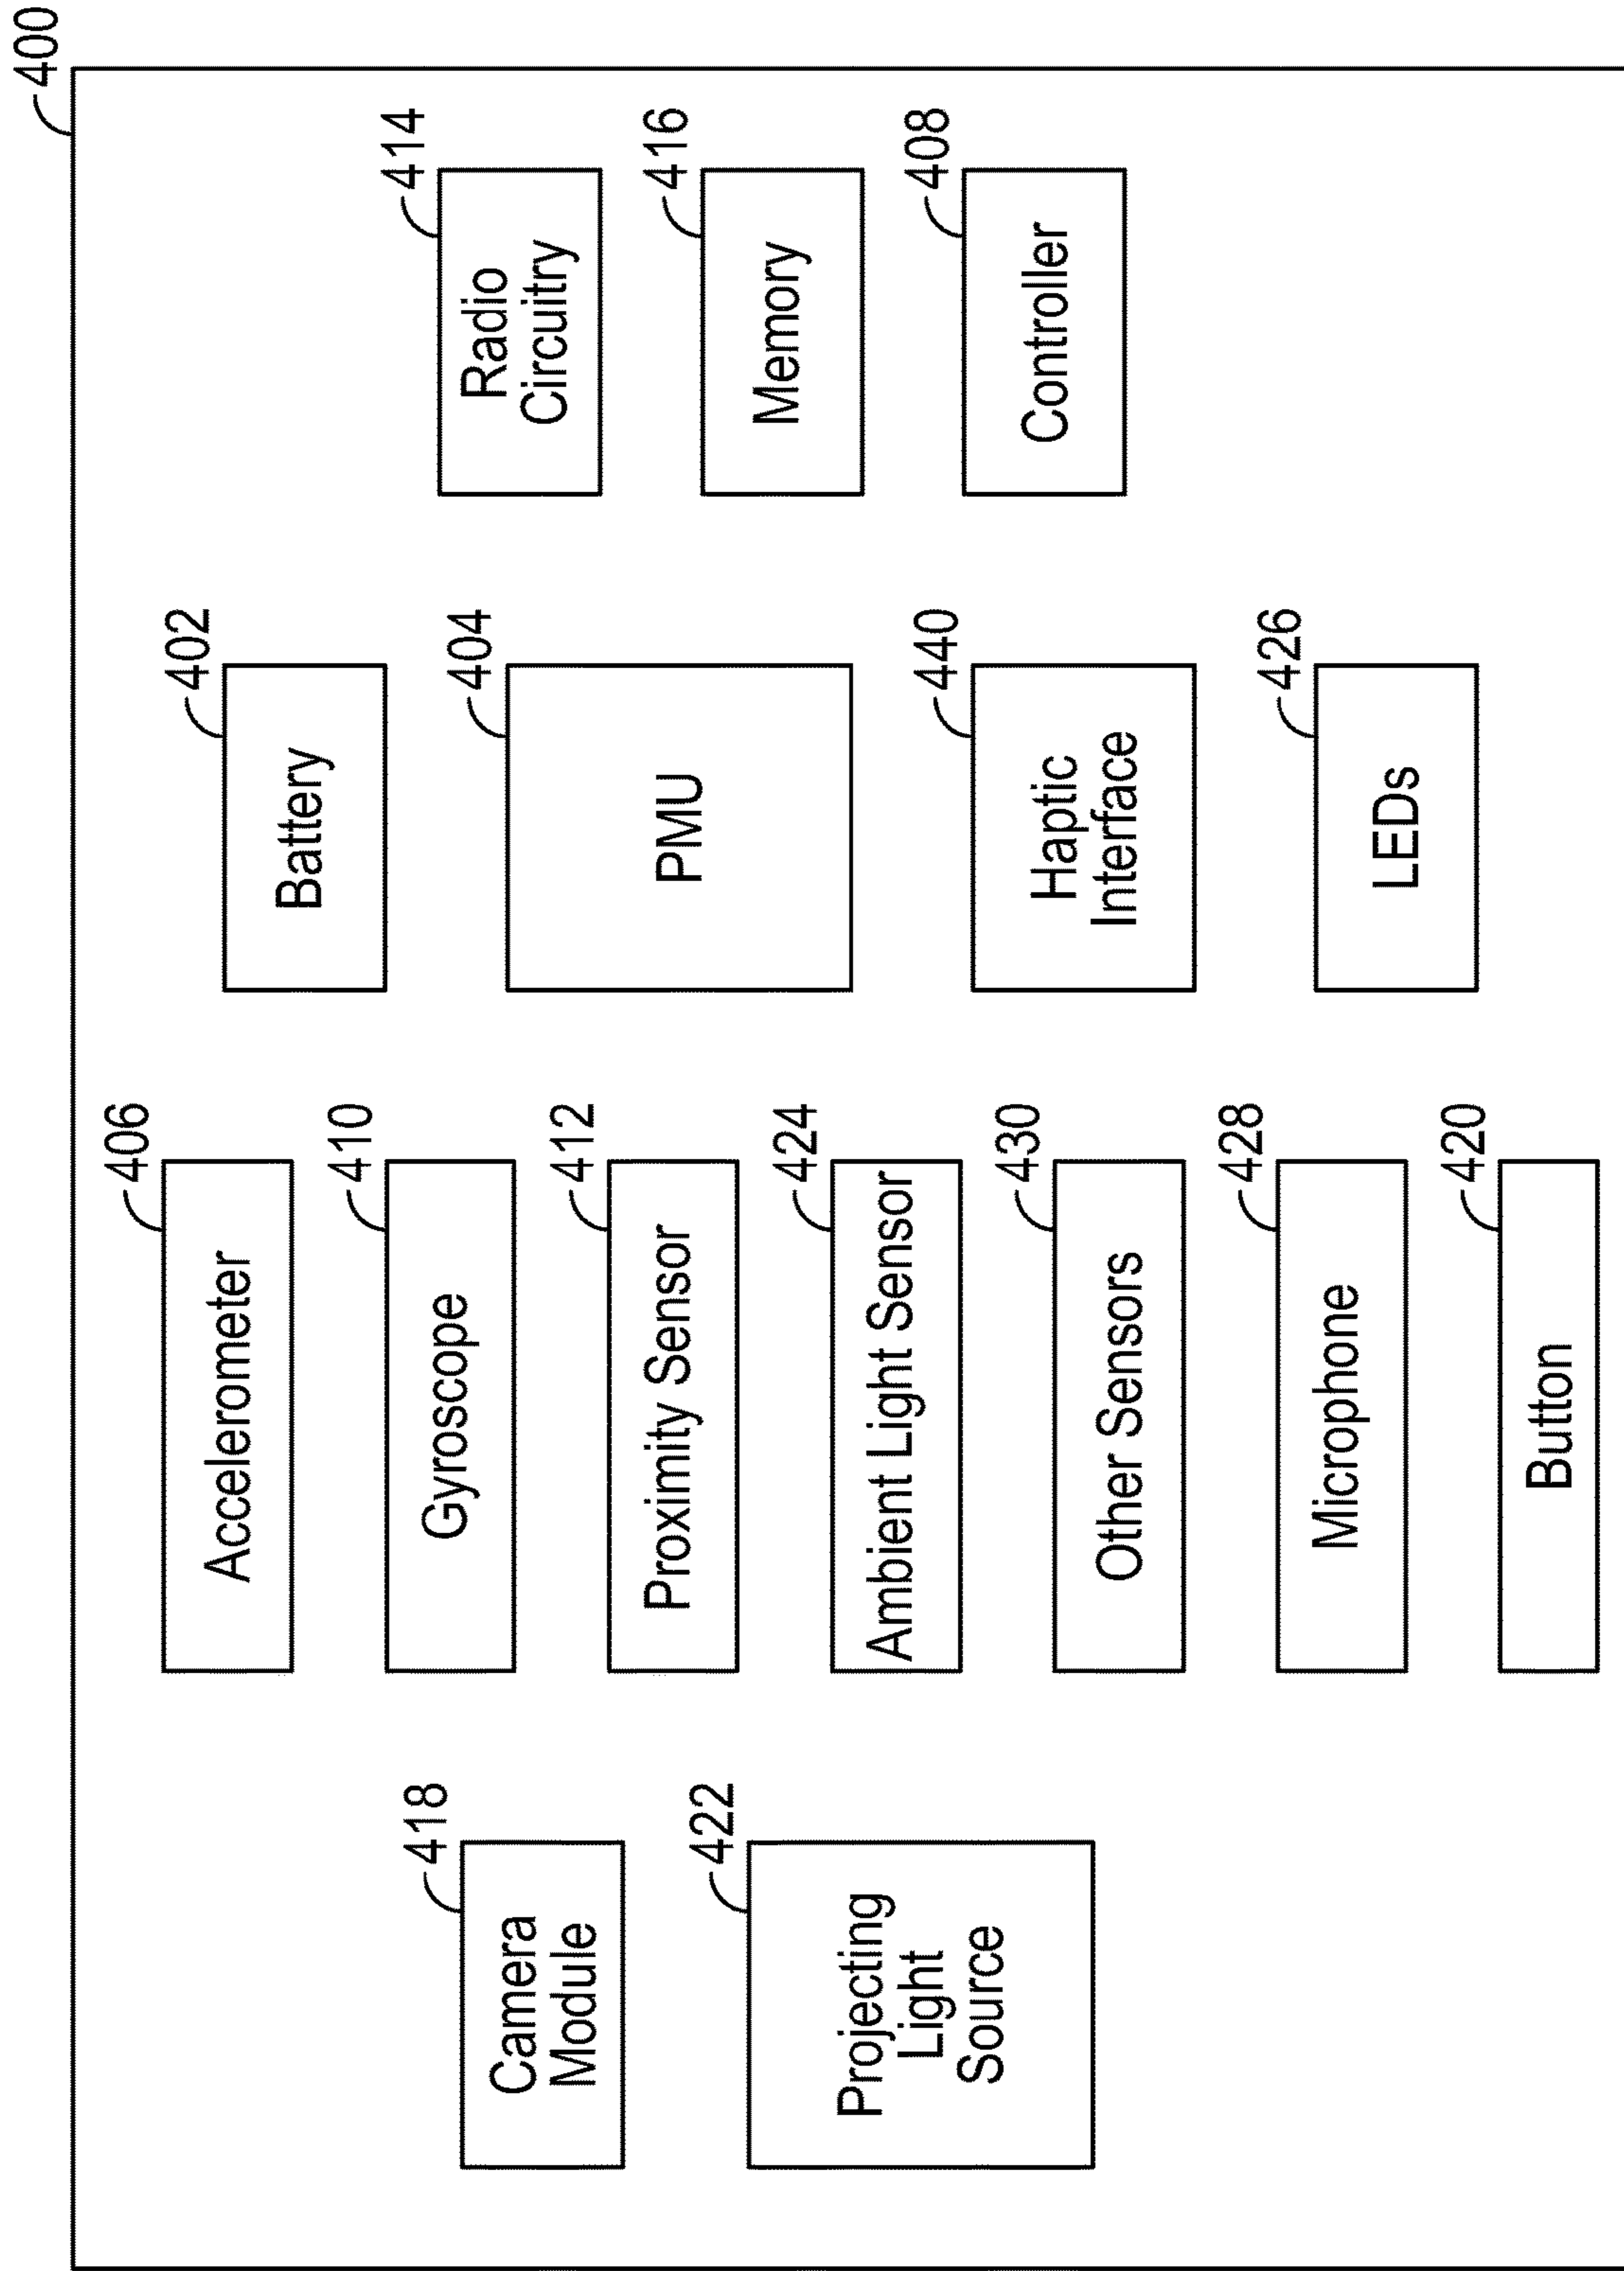 400
418
Camera
Module
422
Projecting
Light
Source
406
Accelerometer
410
Gyroscope
412
Proximity Sensor
424
Ambient Light Sensor
430
Other Sensors
428
Microphone
420
Button
402
Battery
404
PMU
440
Haptic
Interface
426
LEDs
414
Radio
Circuitry
416
Memory
408
Controller